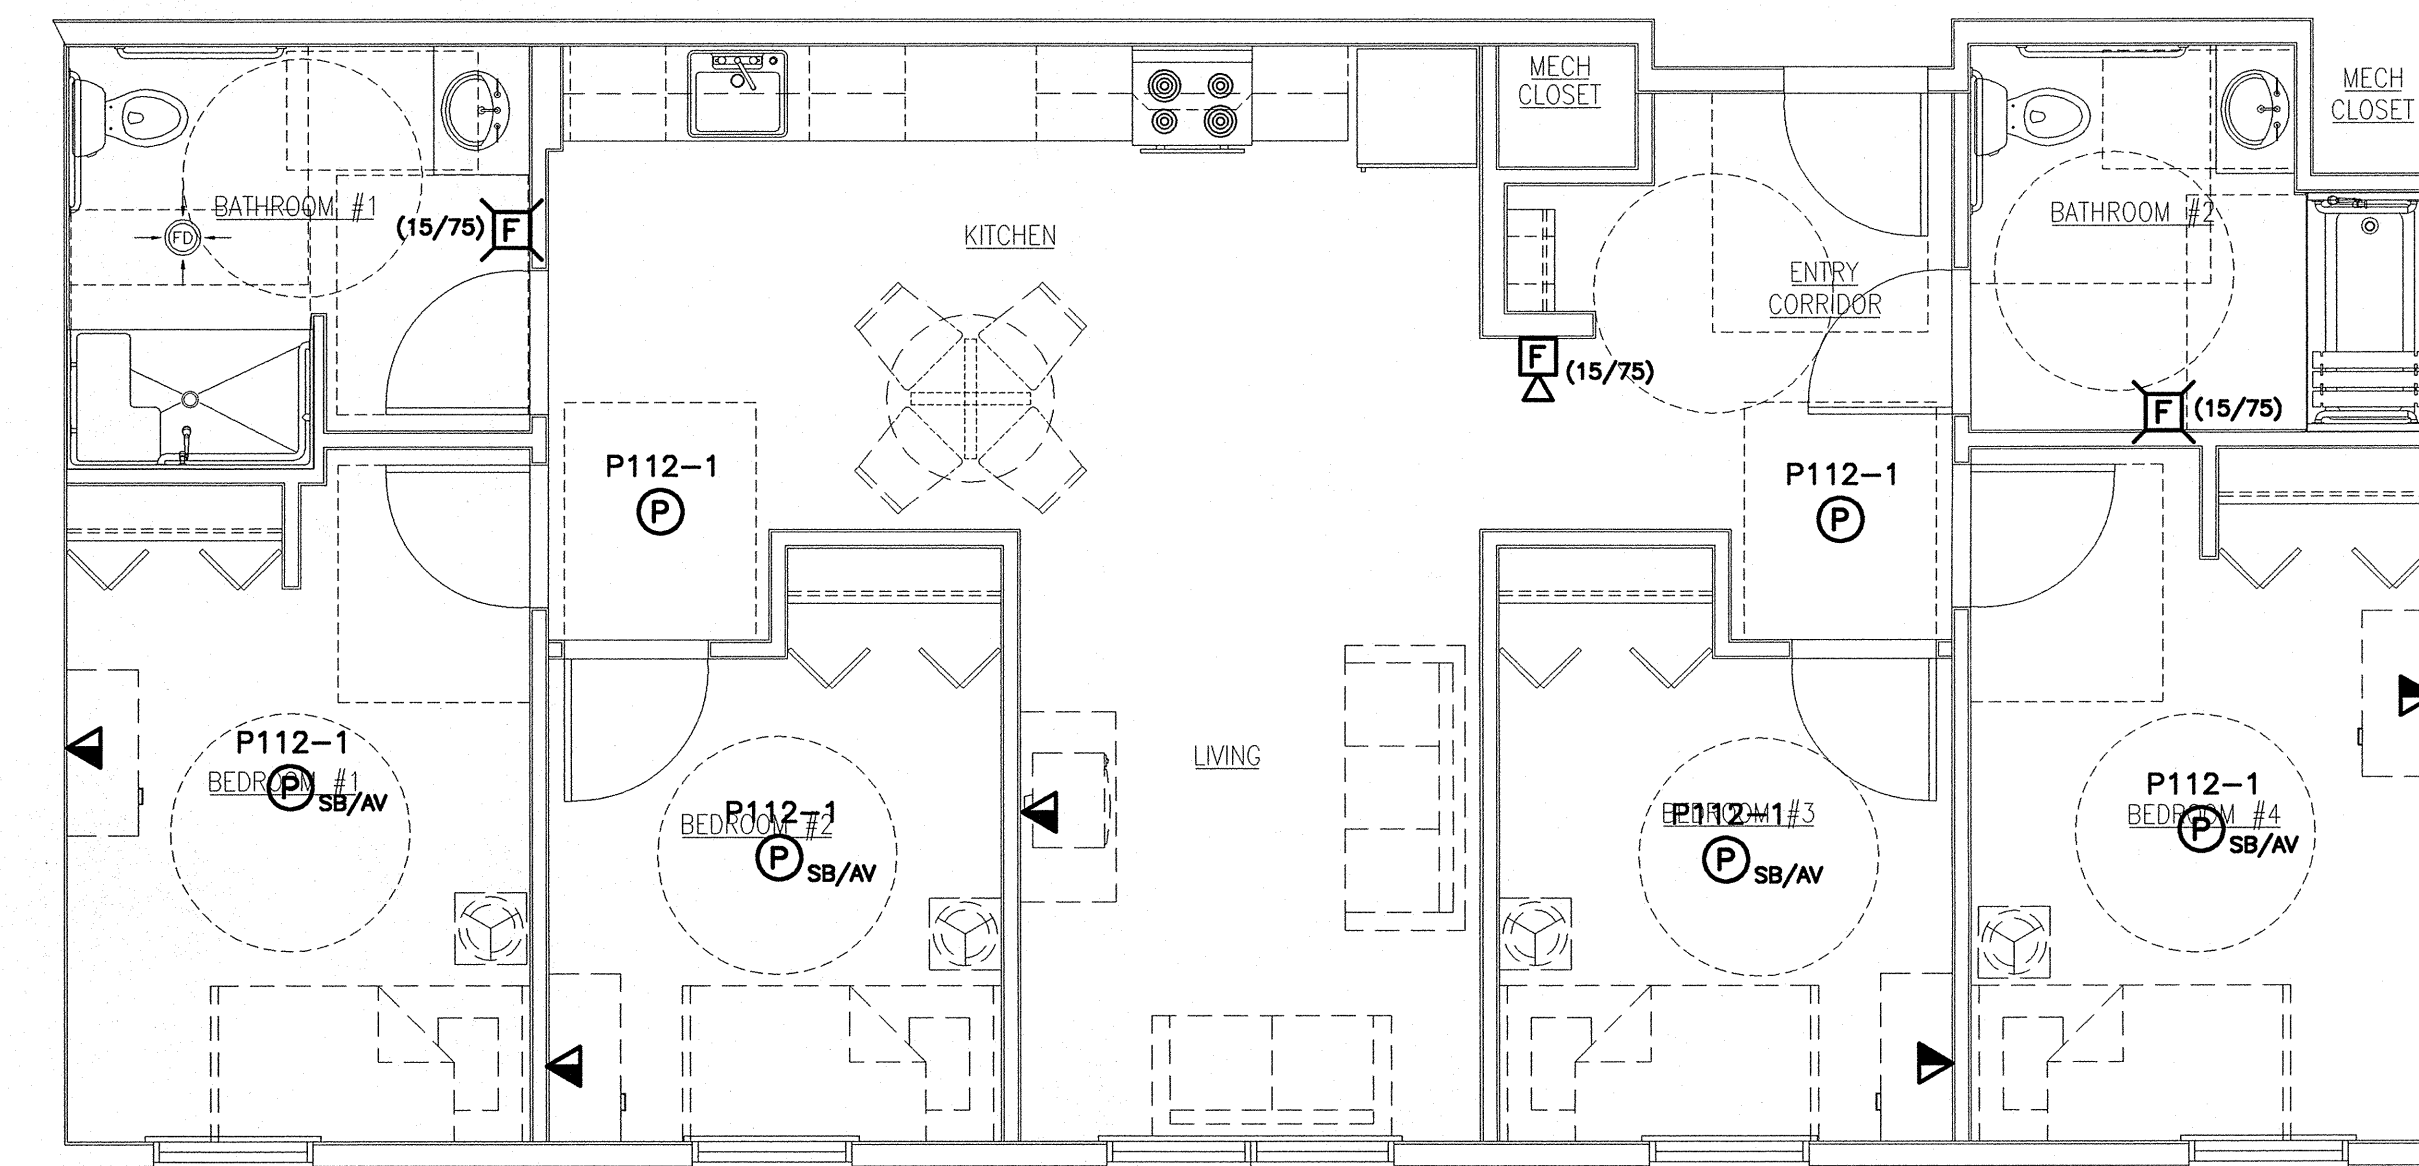 MECH
CLOSET
MECH
CLOSET
BATHROOM #1
(15/75) F
FD
KITCHEN
BATHROOM #2
ENTRY
CORRIDOR
F (15/75)
F (15/75)
P112-1
P
P112-1
P
P112-1
BEDROOM #1
P SB/AV
P112-1
BEDROOM #2
P SB/AV
LIVING
P112-1
BEDROOM #3
P SB/AV
P112-1
BEDROOM #4
P SB/AV